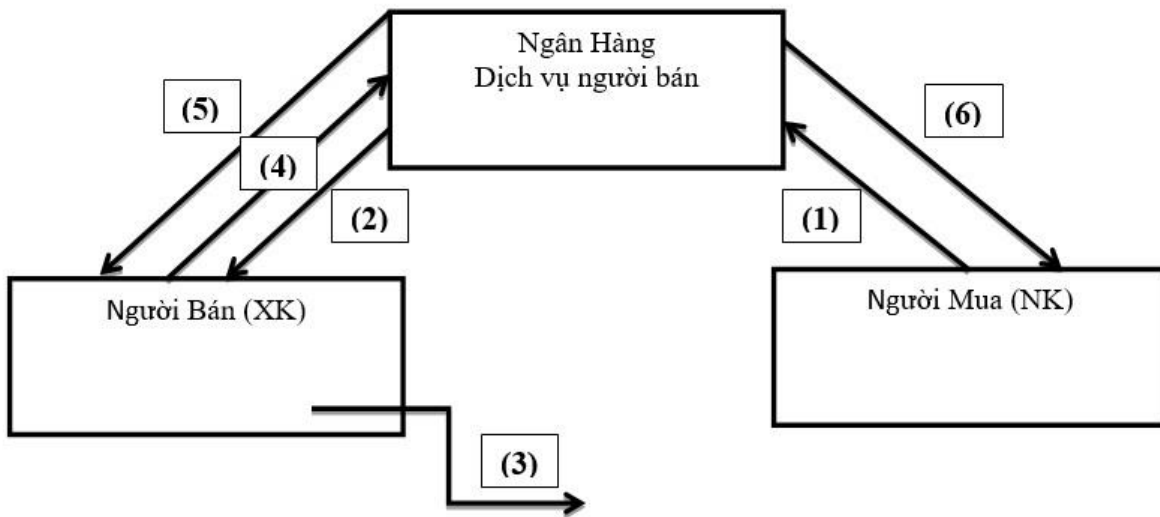 Ngân Hàng
Dịch vụ người bán
(5)
(4)
(2)
(6)
(1)
Người Bán (XK)
Người Mua (NK)
(3)